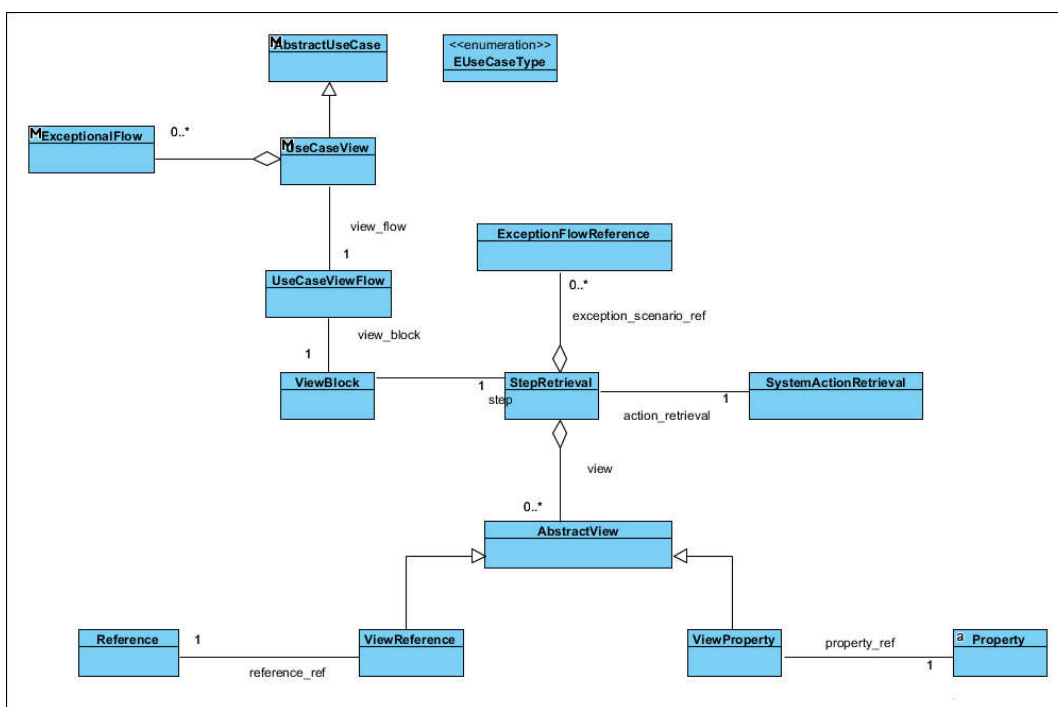 AbstractUseCase
<<enumeration>>
EUseCaseType
M ExceptionalFlow
0..*
M UseCaseView
view_flow
1
ExceptionFlowReference
UseCaseViewFlow
0..*
exception_scenario_ref
view_block
1
ViewBlock
1
step
StepRetrieval
SystemActionRetrieval
1
action_retrieval
view
0..*
AbstractView
Reference
1
ViewReference
reference_ref
ViewProperty
property_ref
1
a Property